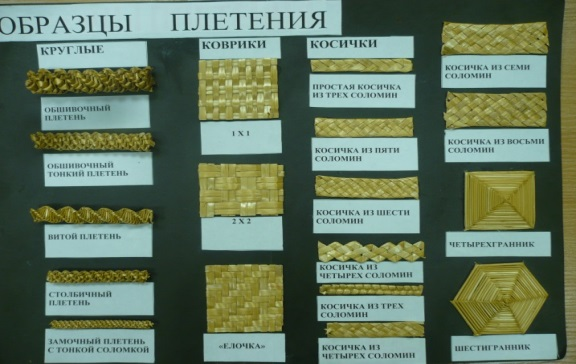 ОБРАЗЦЫ ПЛЕТЕНИЯ
КРУГЛЫЕ
ОБШИВОЧНЫЙ
ПЛЕТЕНЬ
ОБШИВОЧНЫЙ
ТОНКИЙ ПЛЕТЕНЬ
ВИТОЙ ПЛЕТЕНЬ
СТОЛБИЧНЫЙ
ПЛЕТЕНЬ
ЗАМОЧНЫЙ ПЛЕТЕНЬ
С ТОНКОЙ СОЛОМКОЙ
КОВРИКИ
1 X 1
2 X 2
«ЕЛОЧКА»
КОСИЧКИ
ПРОСТАЯ КОСИЧКА
ИЗ ТРЕХ СОЛОМИН
КОСИЧКА ИЗ ПЯТИ
СОЛОМИН
КОСИЧКА ИЗ ШЕСТИ
СОЛОМИН
КОСИЧКА ИЗ
ЧЕТЫРЕХ СОЛОМИН
КОСИЧКА ИЗ ТРЕХ
СОЛОМИН
КОСИЧКА ИЗ
ЧЕТЫРЕХ СОЛОМИН
КОСИЧКА ИЗ СЕМИ
СОЛОМИН
КОСИЧКА ИЗ ВОСЬМИ
СОЛОМИН
ЧЕТЫРЕХГРАННИК
ШЕСТИГРАННИК